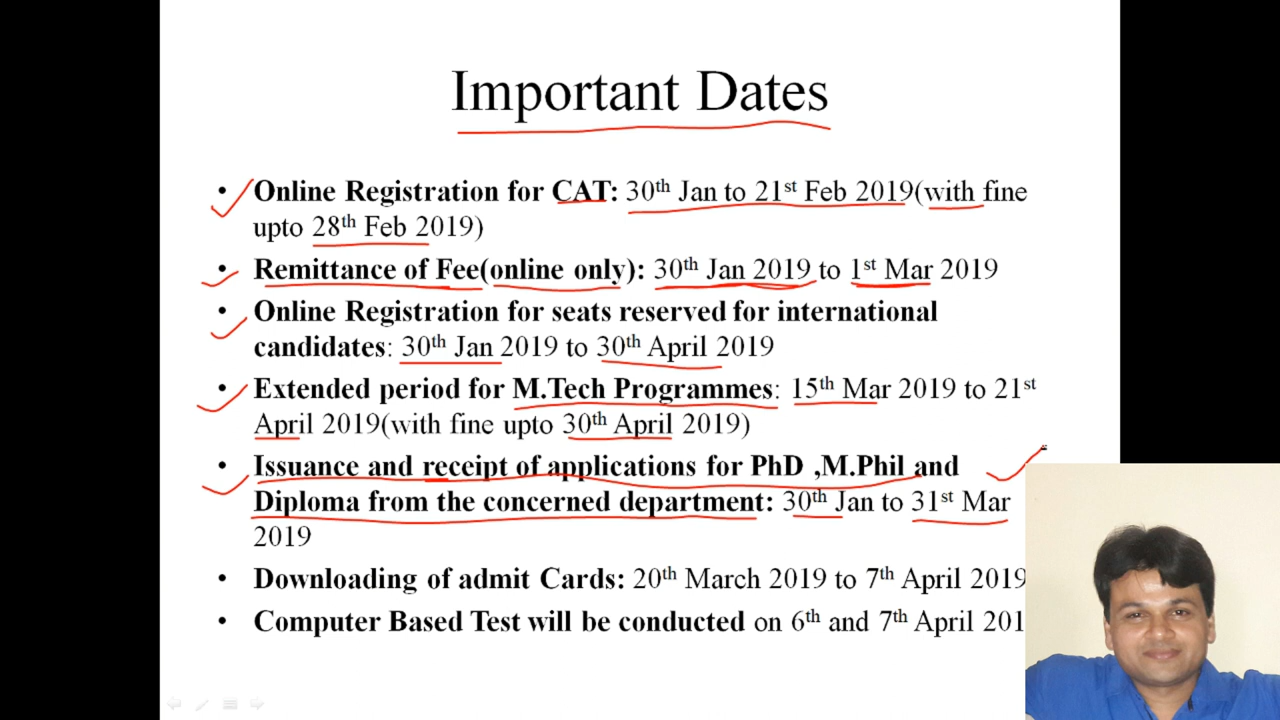 Important Dates
• Online Registration for CAT: 30th Jan to 21st Feb 2019(with fine
upto 28th Feb 2019)
• Remittance of Fee(online only): 30th Jan 2019 to 1st Mar 2019
• Online Registration for seats reserved for international
candidates: 30th Jan 2019 to 30th April 2019
• Extended period for M.Tech Programmes: 15th Mar 2019 to 21st
April 2019(with fine upto 30th April 2019)
• Issuance and receipt of applications for PhD ,M.Phil and
Diploma from the concerned department: 30th Jan to 31st Mar
2019
• Downloading of admit Cards: 20th March 2019 to 7th April 2019
• Computer Based Test will be conducted on 6th and 7th April 201